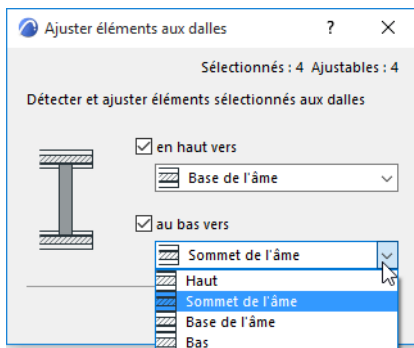 Ajuster éléments aux dalles ? ×
Sélectionnés : 4 Ajustables : 4
Détecter et ajuster éléments sélectionnés aux dalles
en haut vers
Base de l'âme
au bas vers
Sommet de l'âme
Haut
Sommet de l'âme
Base de l'âme
Bas